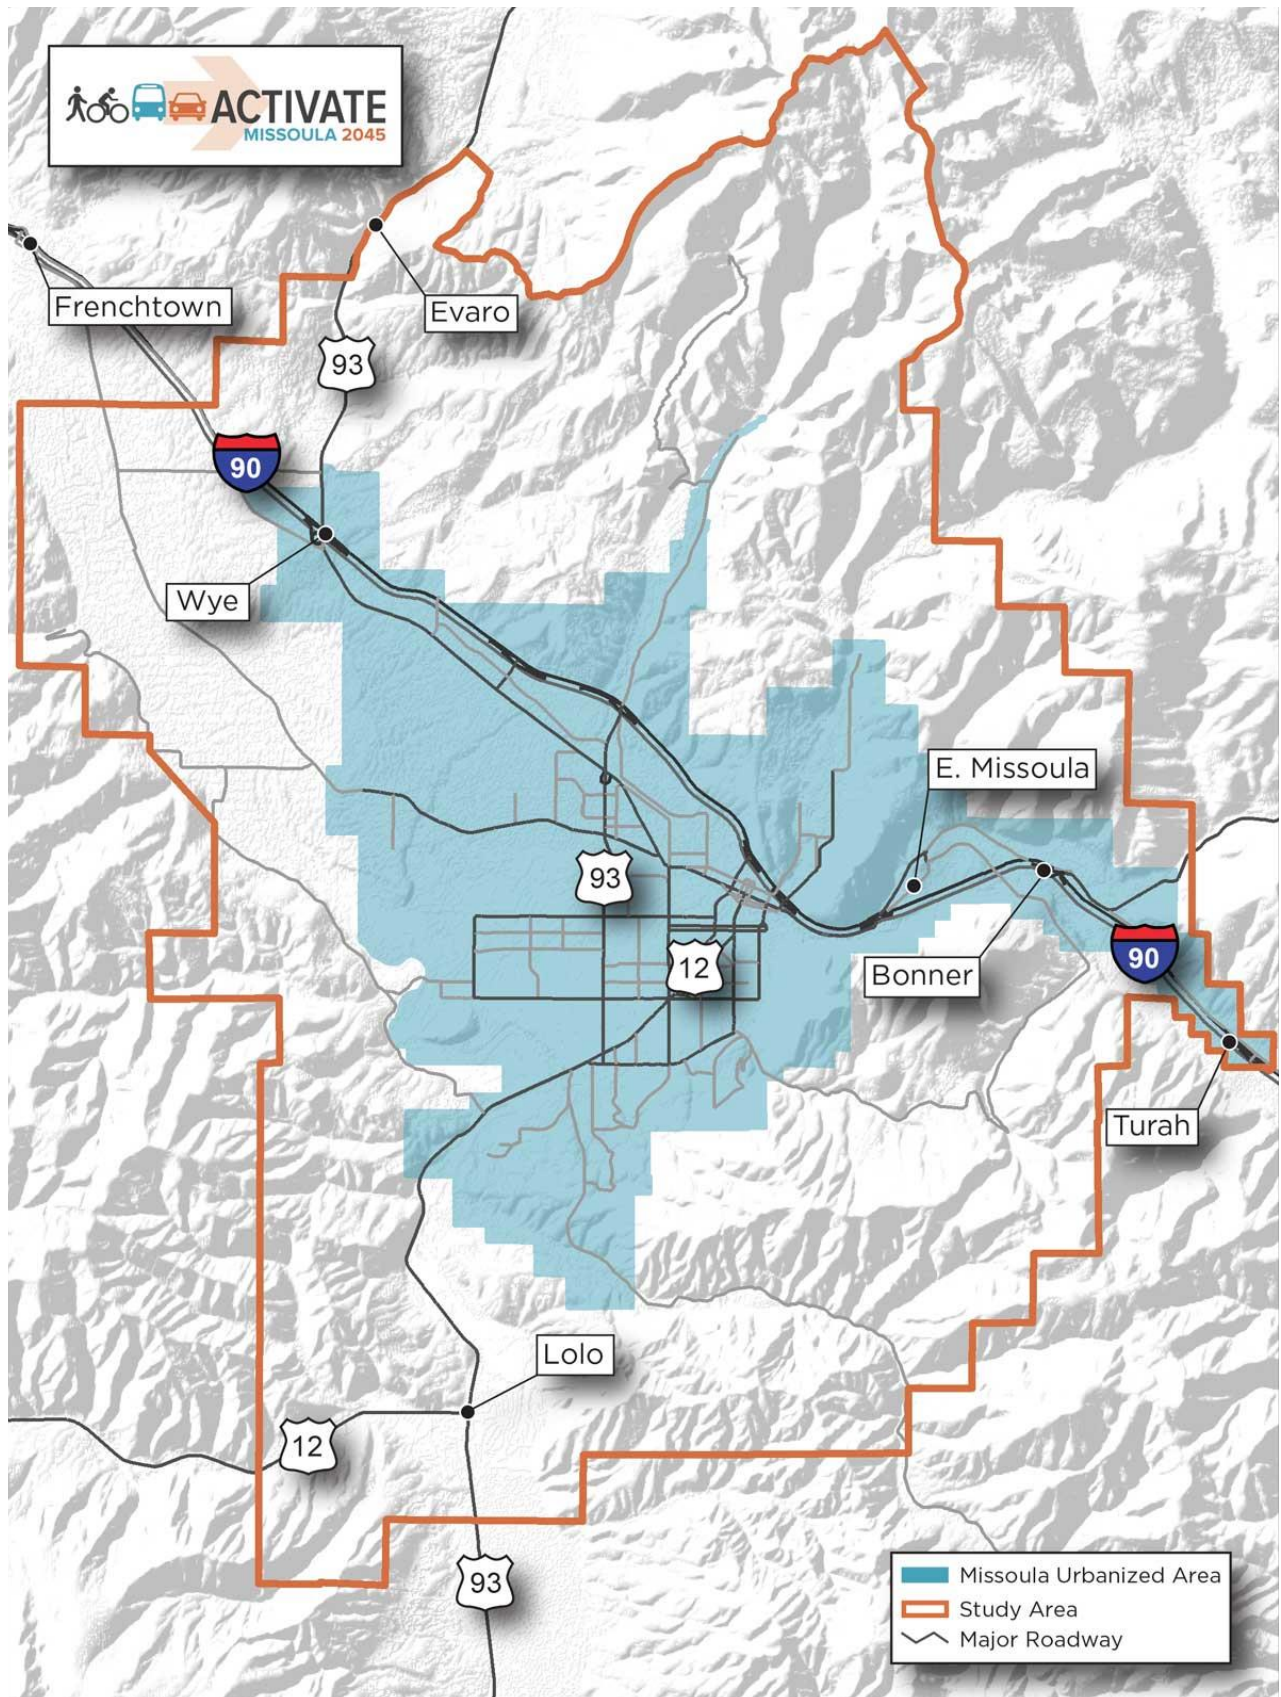 ACTIVATE
MISSOULA 2045
Frenchtown
Evaro
93
90
Wye
E. Missoula
93
12
Bonner
90
Turah
Lolo
12
93
Missoula Urbanized Area
Study Area
Major Roadway